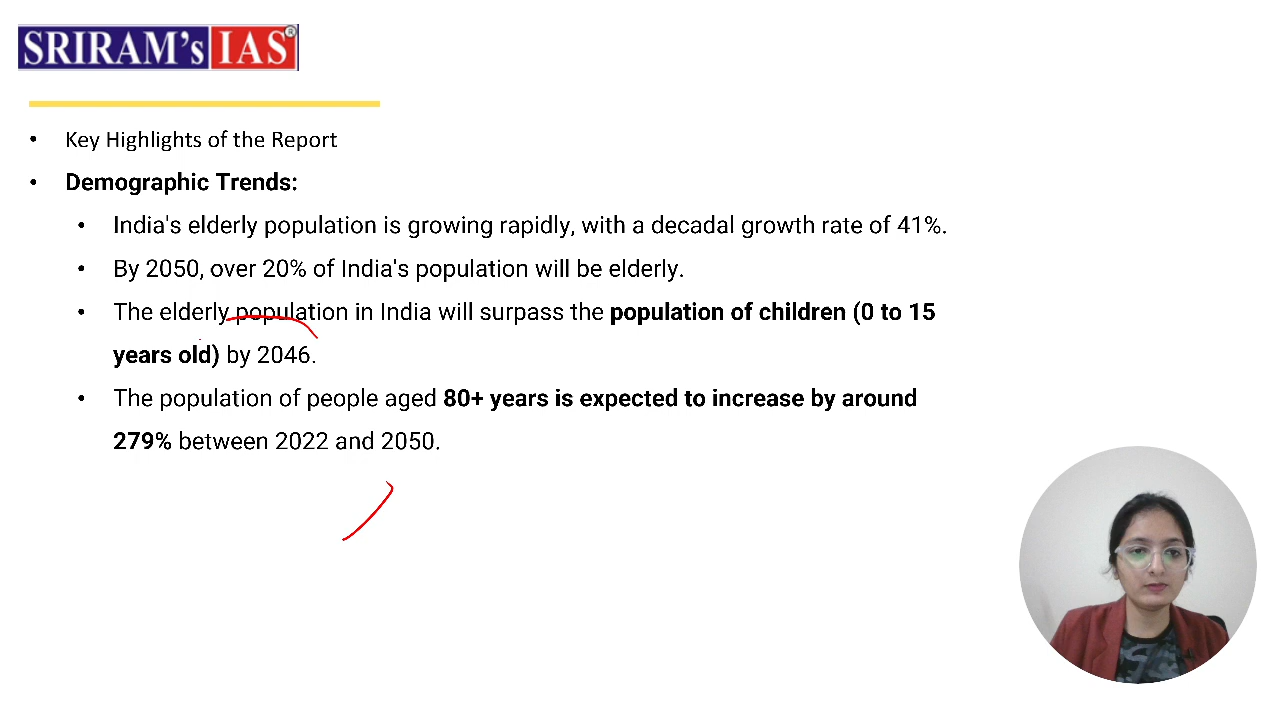 SRIRAM's IAS®
• Key Highlights of the Report
• Demographic Trends:
• India's elderly population is growing rapidly, with a decadal growth rate of 41%.
• By 2050, over 20% of India's population will be elderly.
• The elderly population in India will surpass the population of children (0 to 15
years old) by 2046.
• The population of people aged 80+ years is expected to increase by around
279% between 2022 and 2050.